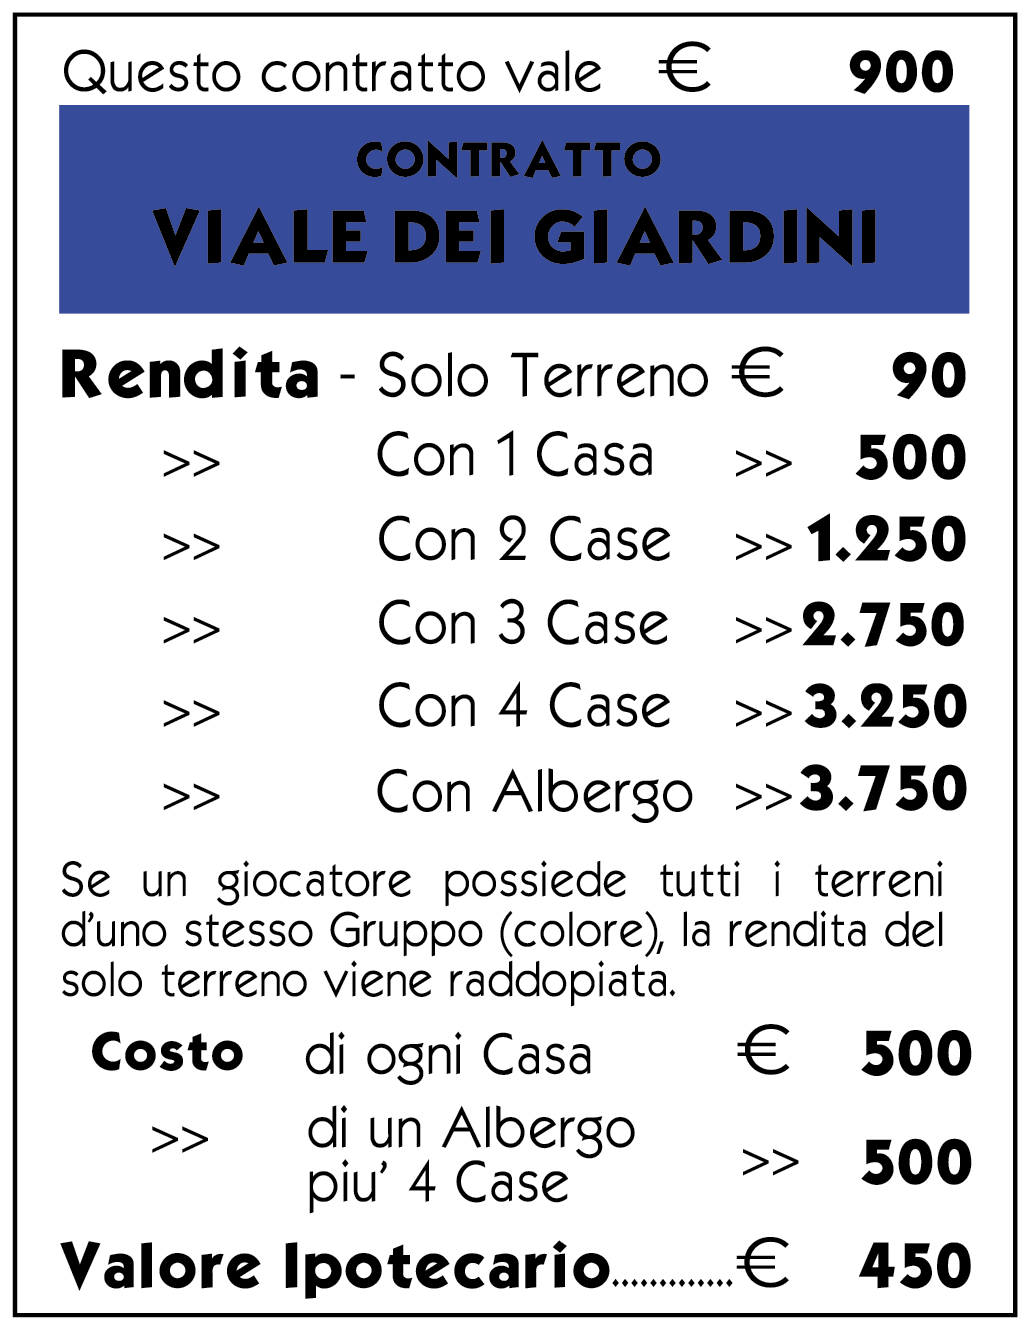 Questo contratto vale € 900
CONTRATTO
VIALE DEI GIARDINI
Rendita - Solo Terreno € 90
>> Con 1 Casa >> 500
>> Con 2 Case >> 1.250
>> Con 3 Case >> 2.750
>> Con 4 Case >> 3.250
>> Con Albergo >> 3.750
Se un giocatore possiede tutti i terreni
d'uno stesso Gruppo (colore), la rendita del
solo terreno viene raddopiata.
Costo di ogni Casa € 500
>> di un Albergo
piu' 4 Case >> 500
Valore Ipotecario.............€ 450